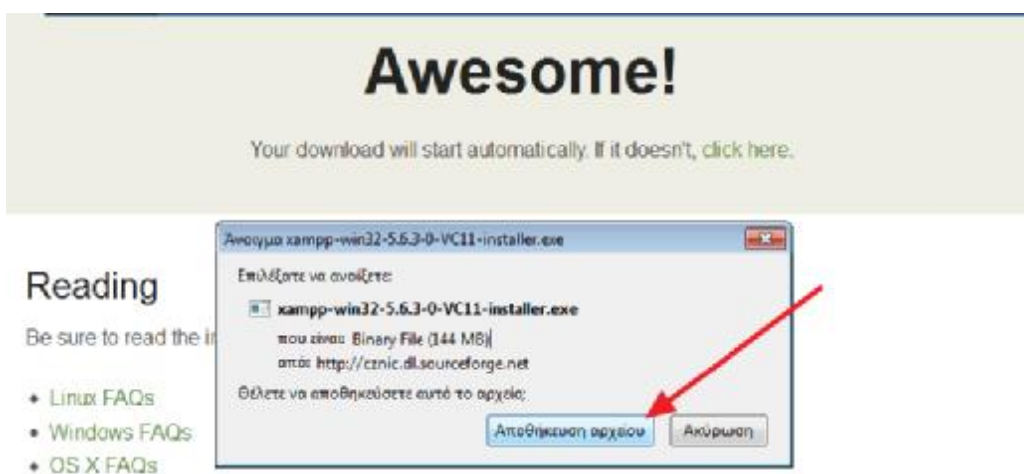 Awesome!
Your download will start automatically. If it doesn't, click here.
Άνοιγμα xampp-win32-5.6.3-0-VC11-installer.exe
Επιλέξατε να ανοίξετε:
xampp-win32-5.6.3-0-VC11-installer.exe
που είναι: Binary File (144 MB)
από: http://cznic.dl.sourceforge.net
Θέλετε να αποθηκεύσετε αυτό το αρχείο;
Αποθήκευση αρχείου Ακύρωση
Reading
Be sure to read the
• Linux FAQs
• Windows FAQs
• OS X FAQs